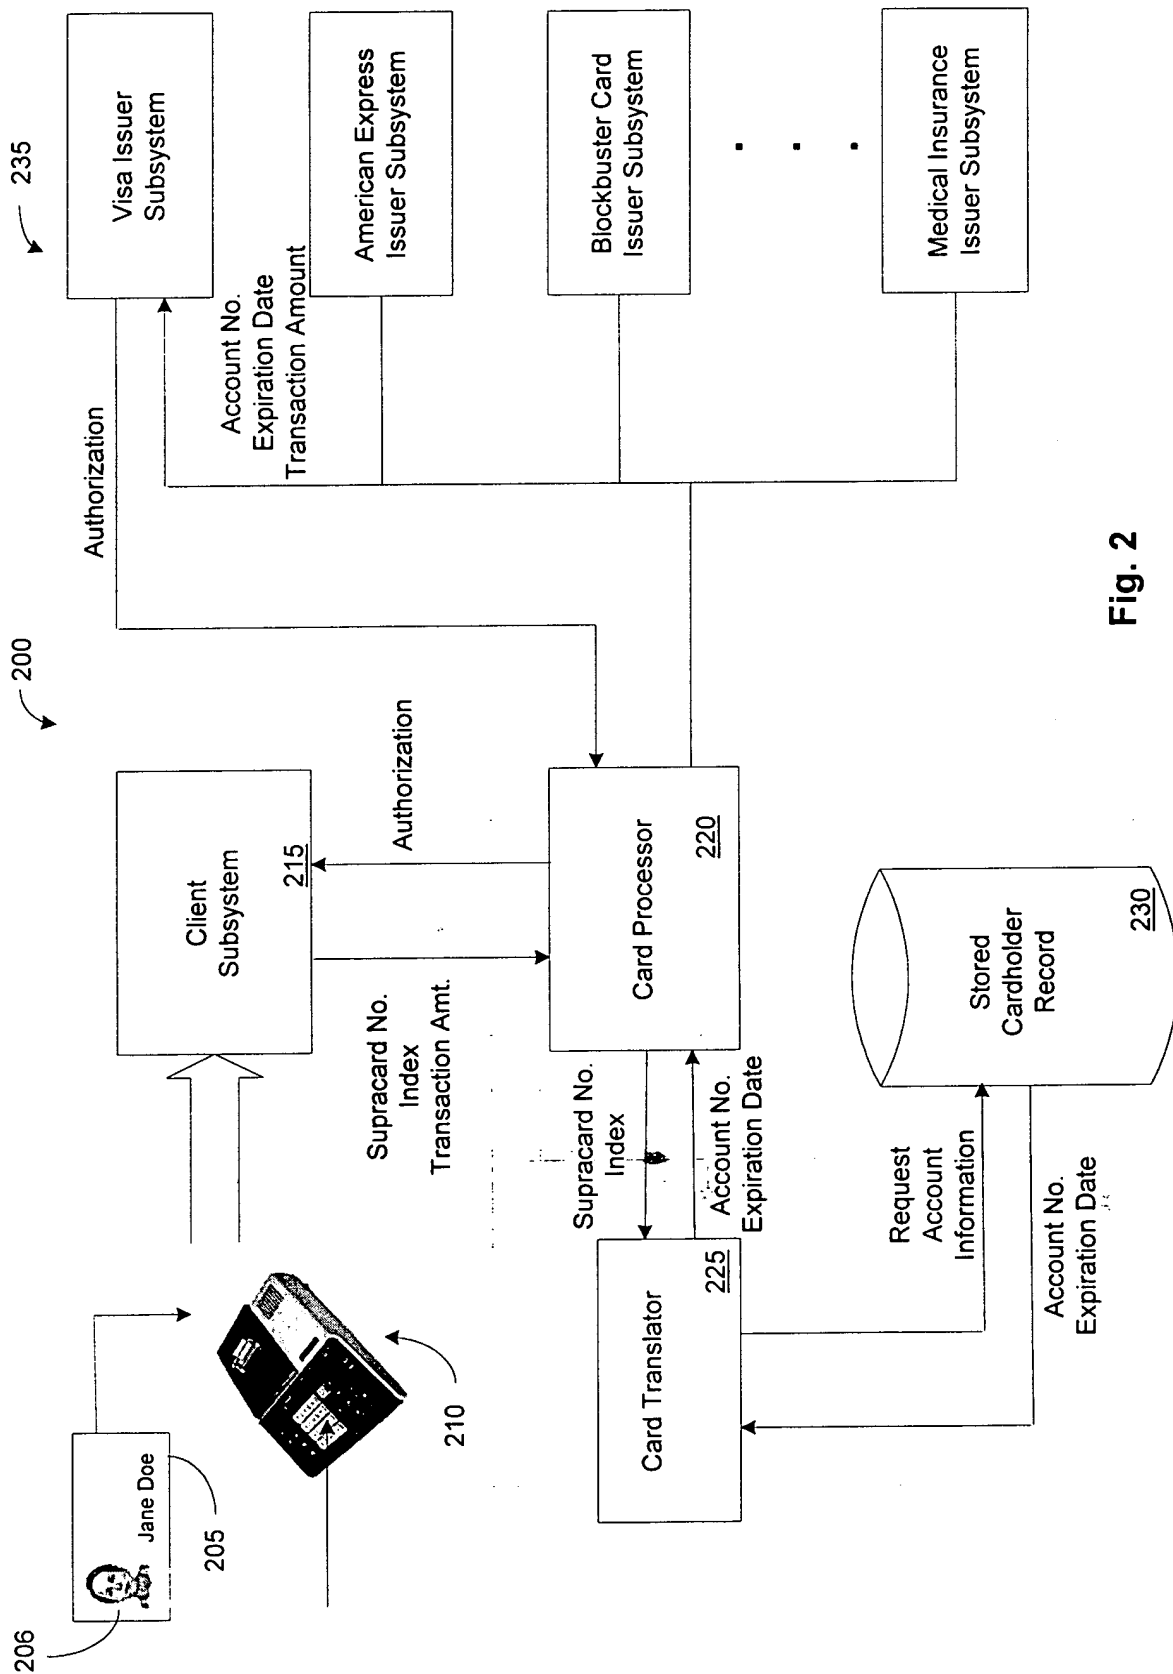 206
Jane Doe
205
210
200
235
Client
Subsystem
215
Supracard No.
Index
Transaction Amt.
Authorization
Authorization
Card Processor
220
Supracard No.
Index
Account No.
Expiration Date
Card Translator
225
Request
Account
Information
Account No.
Expiration Date
Stored
Cardholder
Record
230
Account No.
Expiration Date
Transaction Amount
Visa Issuer
Subsystem
American Express
Issuer Subsystem
Blockbuster Card
Issuer Subsystem
Medical Insurance
Issuer Subsystem
Fig. 2